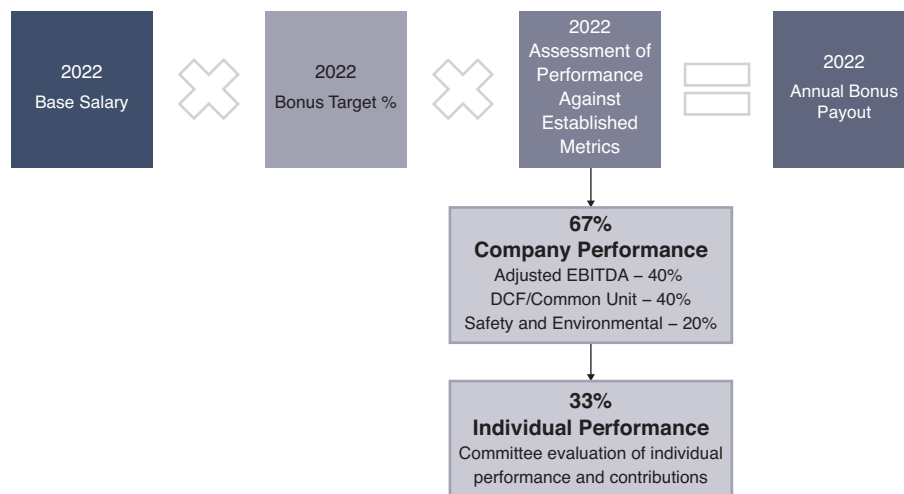 2022
Base Salary
2022
Bonus Target %
2022
Assessment of
Performance
Against
Established
Metrics
2022
Annual Bonus
Payout
67%
Company Performance
Adjusted EBITDA – 40%
DCF/Common Unit – 40%
Safety and Environmental – 20%
33%
Individual Performance
Committee evaluation of individual
performance and contributions